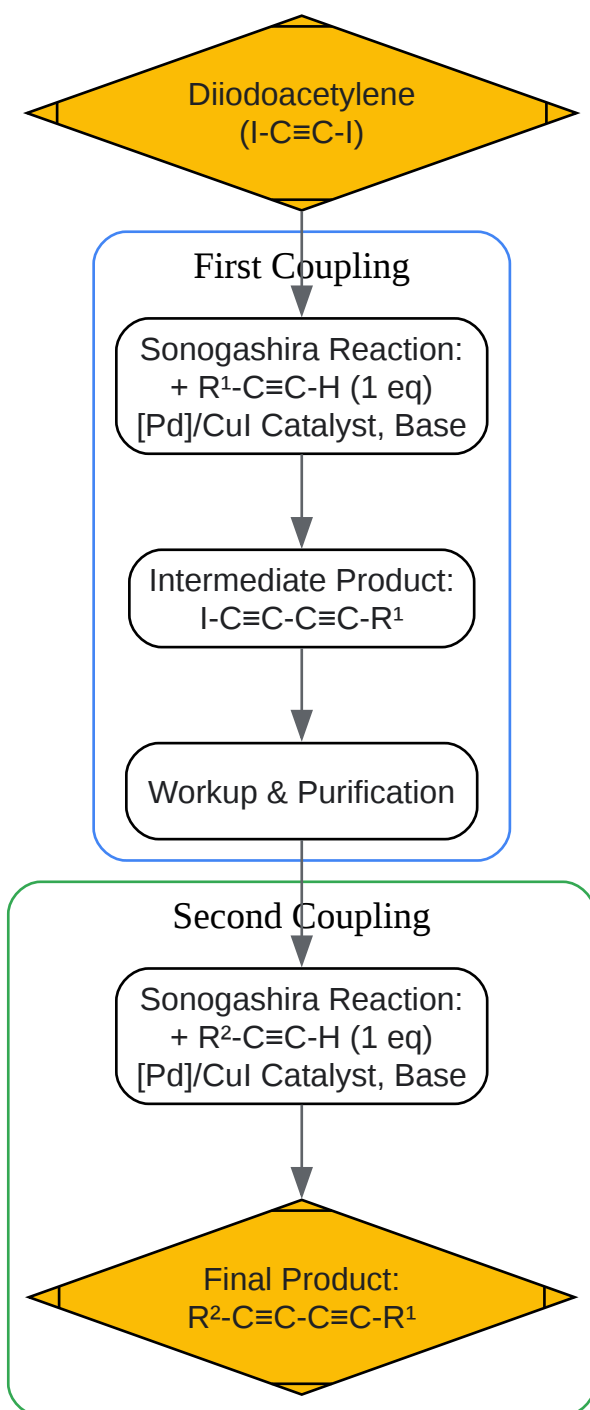 Diiodoacetylene
(I-C≡C-I)
First Coupling
Sonogashira Reaction:
+ R¹-C≡C-H (1 eq)
[Pd]/CuI Catalyst, Base
Intermediate Product:
I-C≡C-C≡C-R¹
Workup & Purification
Second Coupling
Sonogashira Reaction:
+ R²-C≡C-H (1 eq)
[Pd]/CuI Catalyst, Base
Final Product:
R²-C≡C-C≡C-R¹